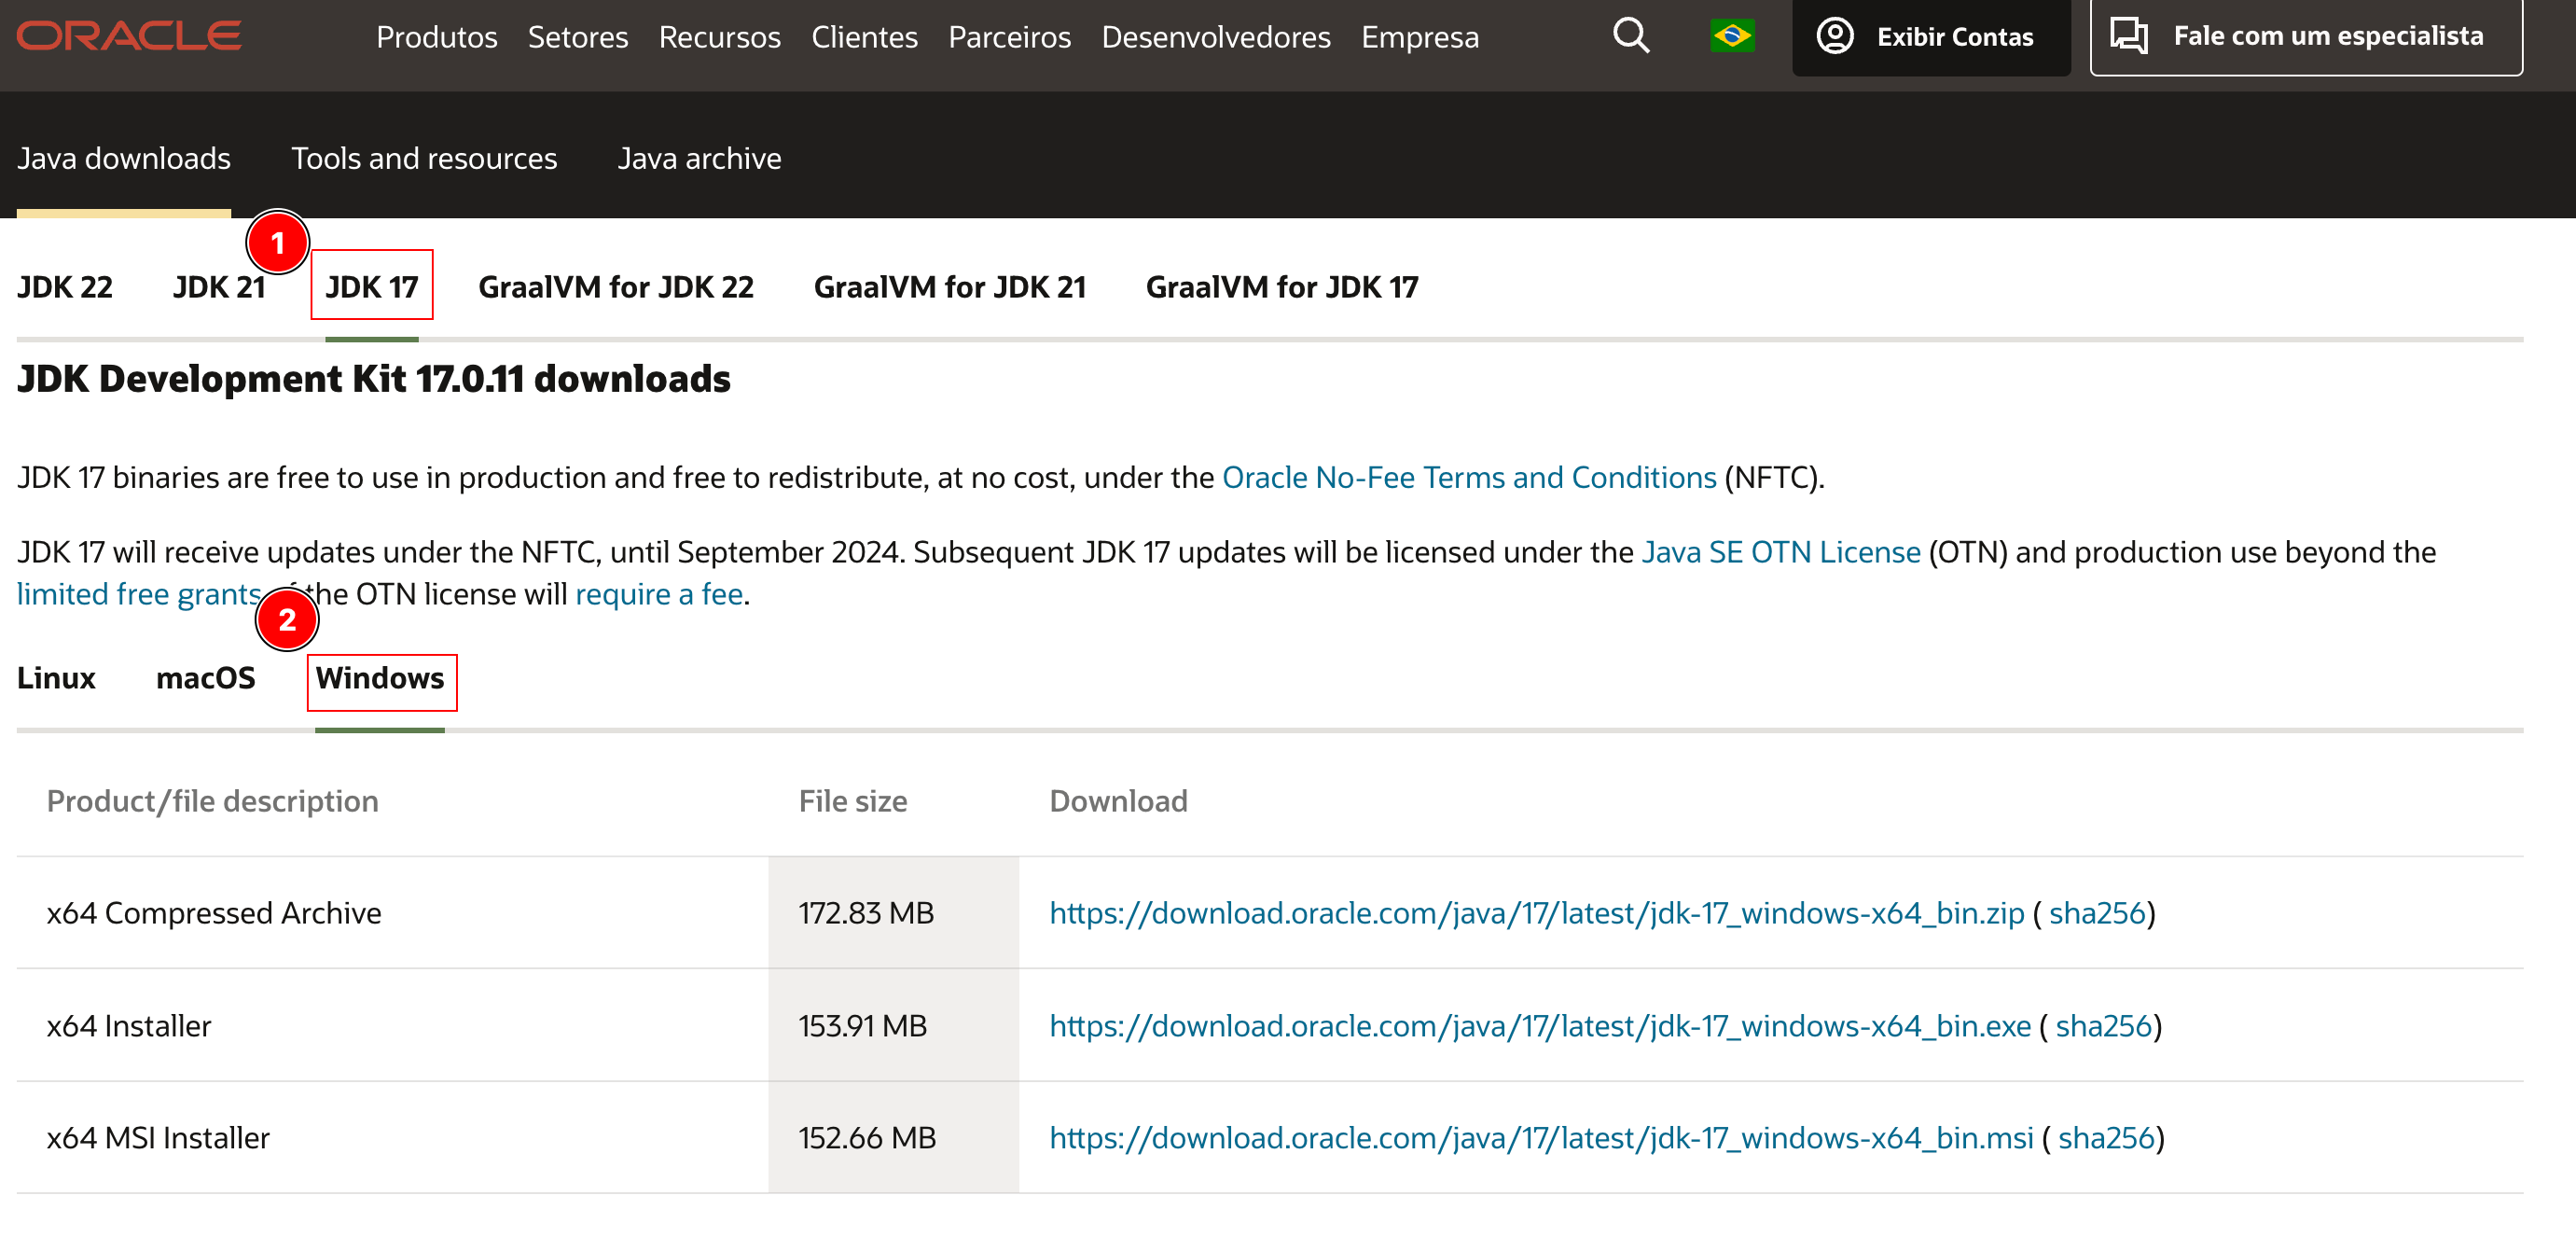 ORACLE
Produtos Setores Recursos Clientes Parceiros Desenvolvedores Empresa Exibir Contas Fale com um especialista
Java downloads Tools and resources Java archive
1
JDK 22 JDK 21 JDK 17 GraalVM for JDK 22 GraalVM for JDK 21 GraalVM for JDK 17
JDK Development Kit 17.0.11 downloads
JDK 17 binaries are free to use in production and free to redistribute, at no cost, under the Oracle No-Fee Terms and Conditions (NFTC).
JDK 17 will receive updates under the NFTC, until September 2024. Subsequent JDK 17 updates will be licensed under the Java SE OTN License (OTN) and production use beyond the
limited free grants the OTN license will require a fee.
2
Linux macOS Windows
Product/file description File size Download
x64 Compressed Archive 172.83 MB https://download.oracle.com/java/17/latest/jdk-17_windows-x64_bin.zip ( sha256)
x64 Installer 153.91 MB https://download.oracle.com/java/17/latest/jdk-17_windows-x64_bin.exe ( sha256)
x64 MSI Installer 152.66 MB https://download.oracle.com/java/17/latest/jdk-17_windows-x64_bin.msi ( sha256)